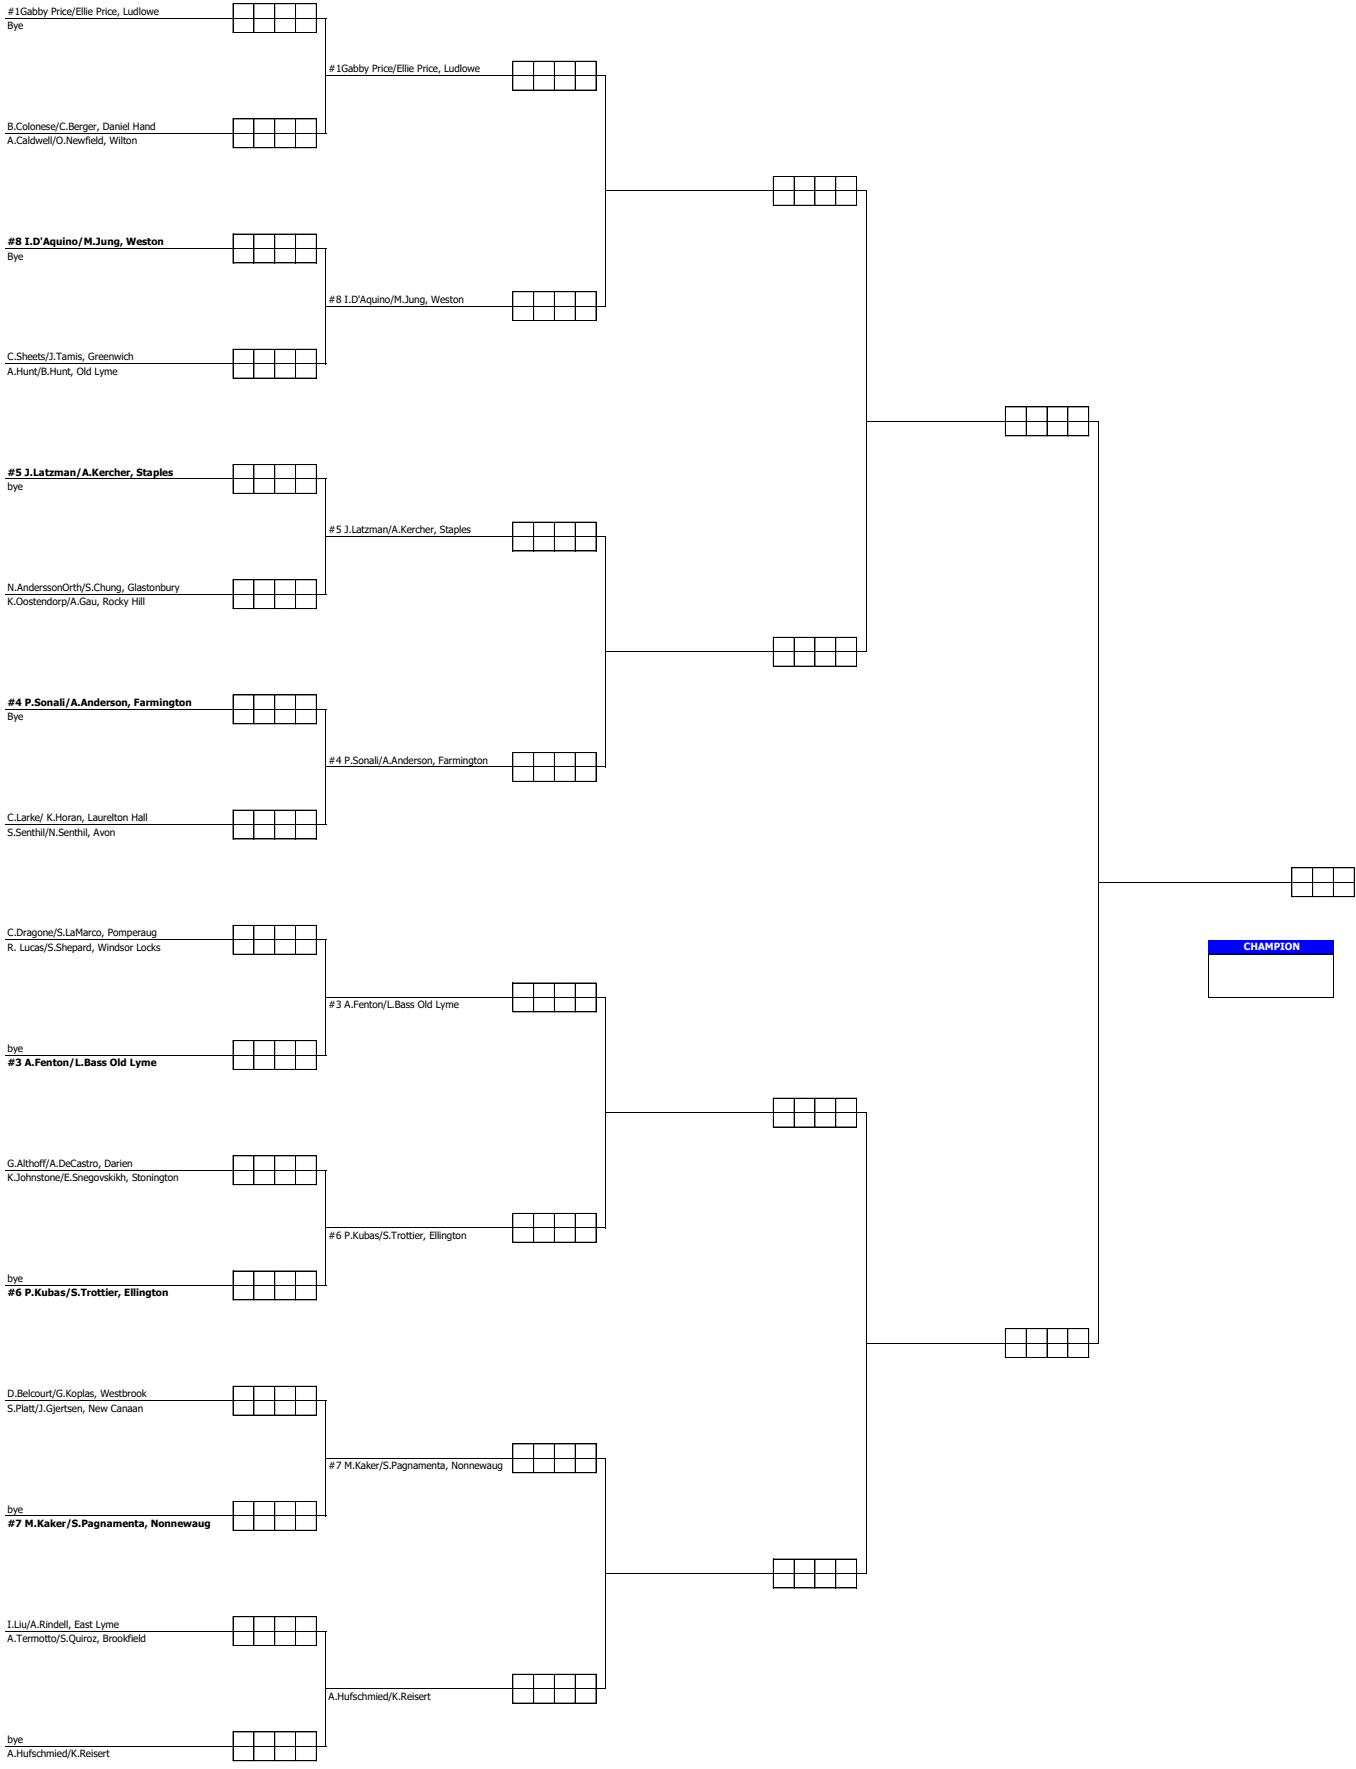 #1Gabby Price/Ellie Price, Ludlowe
Bye
#1Gabby Price/Ellie Price, Ludlowe
B.Colonese/C.Berger, Daniel Hand
A.Caldwell/O.Newfield, Wilton
#8 I.D'Aquino/M.Jung, Weston
Bye
#8 I.D'Aquino/M.Jung, Weston
C.Sheets/J.Tamis, Greenwich
A.Hunt/B.Hunt, Old Lyme
#5 J.Latzman/A.Kercher, Staples
bye
#5 J.Latzman/A.Kercher, Staples
N.AnderssonOrth/S.Chung, Glastonbury
K.Oostendorp/A.Gau, Rocky Hill
#4 P.Sonali/A.Anderson, Farmington
Bye
#4 P.Sonali/A.Anderson, Farmington
C.Larke/ K.Horan, Laurelton Hall
S.Senthil/N.Senthil, Avon
C.Dragone/S.LaMarco, Pomperaug
R. Lucas/S.Shepard, Windsor Locks
CHAMPION
#3 A.Fenton/L.Bass Old Lyme
bye
#3 A.Fenton/L.Bass Old Lyme
G.Althoff/A.DeCastro, Darien
K.Johnstone/E.Snegovskikh, Stonington
#6 P.Kubas/S.Trottier, Ellington
bye
#6 P.Kubas/S.Trottier, Ellington
D.Belcourt/G.Koplas, Westbrook
S.Platt/J.Gjertsen, New Canaan
#7 M.Kaker/S.Pagnamenta, Nonnewaug
bye
#7 M.Kaker/S.Pagnamenta, Nonnewaug
I.Liu/A.Rindell, East Lyme
A.Termotto/S.Quiroz, Brookfield
A.Hufschmied/K.Reisert
bye
A.Hufschmied/K.Reisert